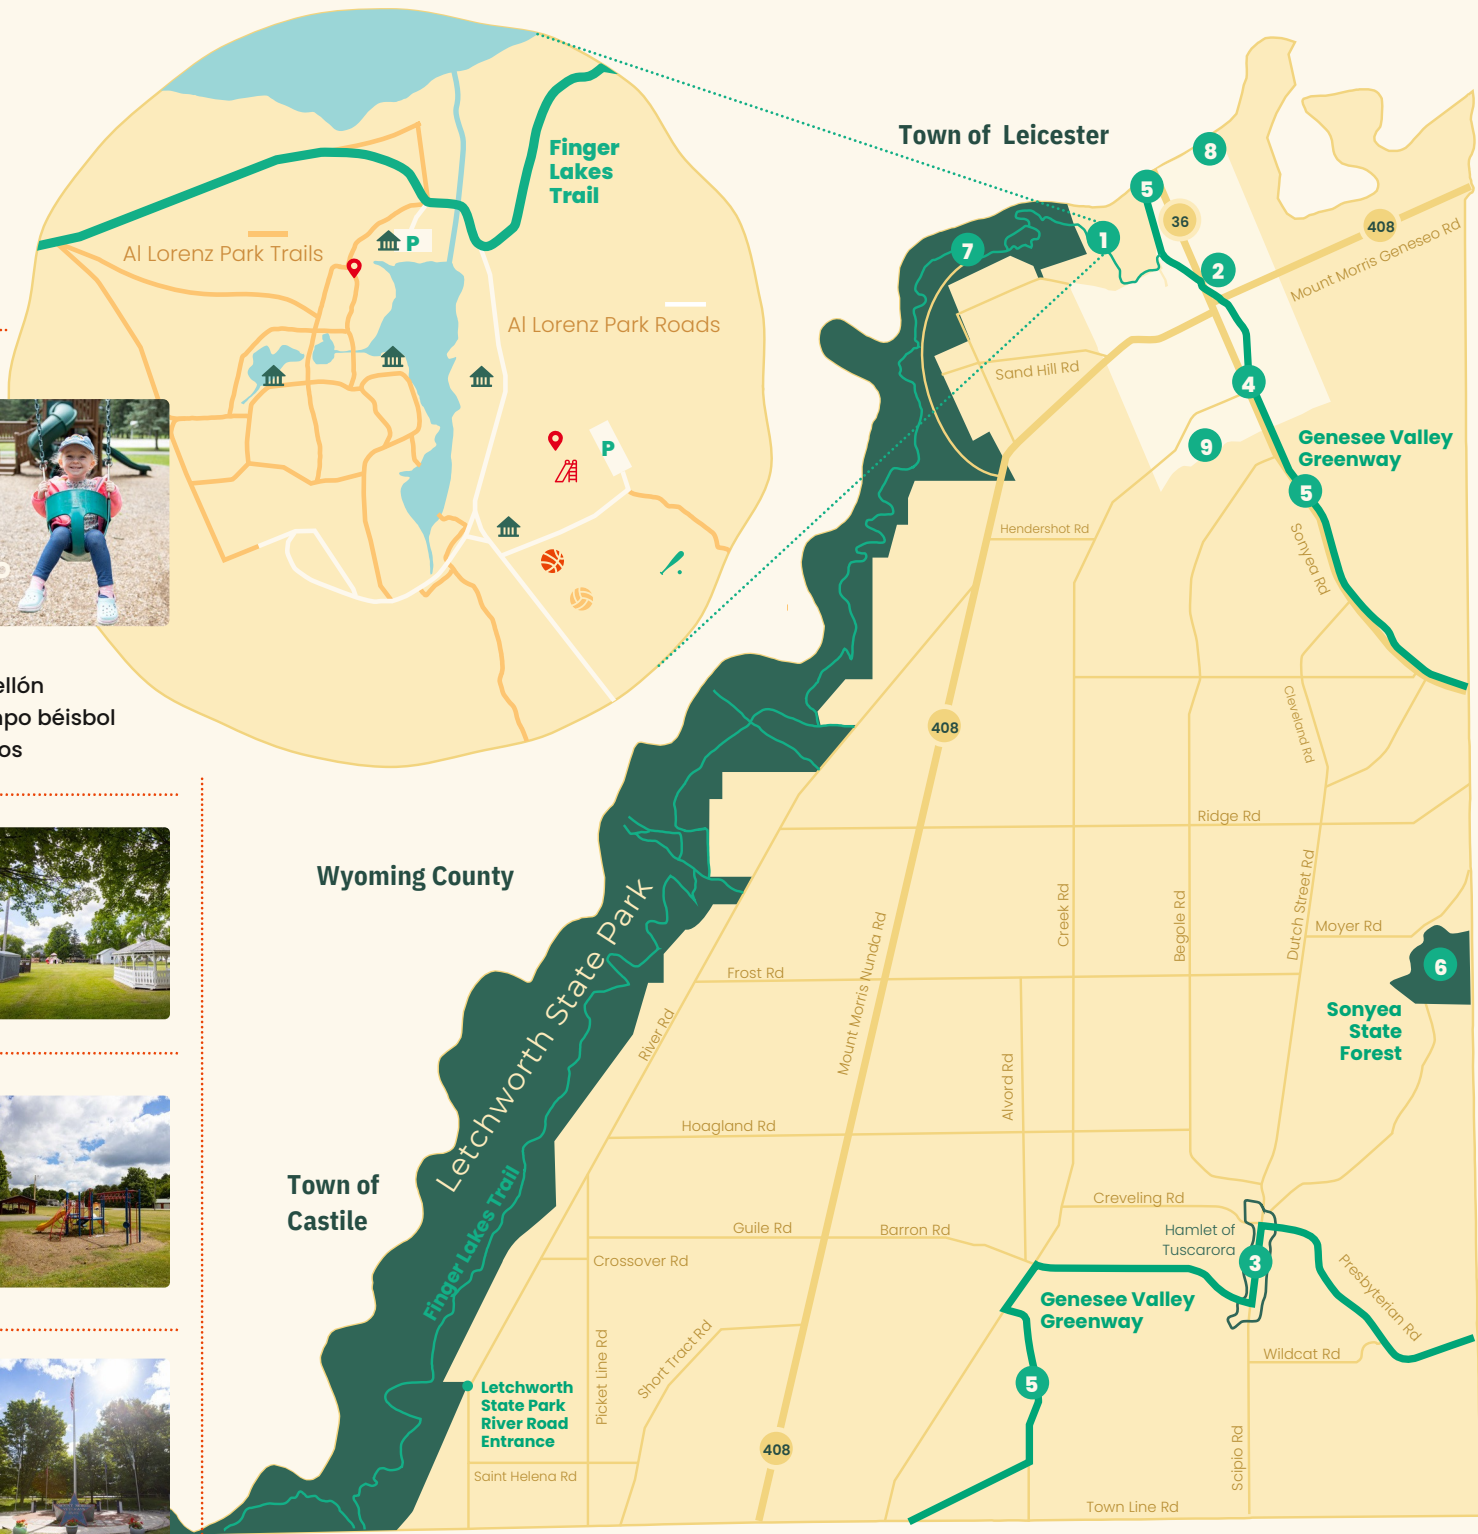 Town of Leicester
Finger
Lakes
Trail
Al Lorenz Park Trails
P
Al Lorenz Park Roads
P
8
5
36
408
1
7
2
Mount Morris Geneseo Rd
Sand Hill Rd
4
9
Genesee Valley
Greenway
5
Hendershot Rd
Sonyea Rd
ellón
npo béisbol
os
408
Cleveland Rd
Ridge Rd
Wyoming County
Letchworth State Park
Creek Rd
Begole Rd
Dutch Street Rd
Moyer Rd
Mount Morris Nunda Rd
6
Frost Rd
Sonyea
State
Forest
River Rd
Alvord Rd
Hoagland Rd
Town of
Castile
Finger Lakes Trail
Creveling Rd
Guile Rd
Barron Rd
Hamlet of
Tuscarora
3
Crossover Rd
Presbyterian Rd
Genesee Valley
Greenway
Picket Line Rd
Short Tract Rd
Wildcat Rd
5
Letchworth
State Park
River Road
Entrance
408
Scipio Rd
Saint Helena Rd
Town Line Rd